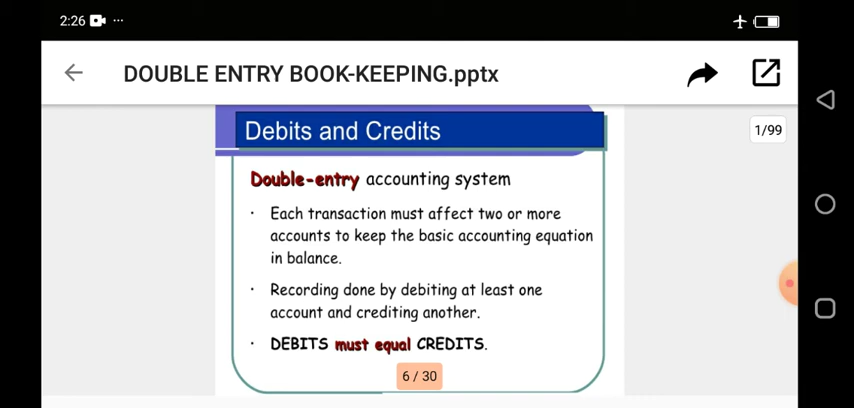 2:26 ...
DOUBLE ENTRY BOOK-KEEPING.pptx
Debits and Credits
1/99
Double-entry accounting system
· Each transaction must affect two or more
accounts to keep the basic accounting equation
in balance.
· Recording done by debiting at least one
account and crediting another.
· DEBITS must equal CREDITS.
6 / 30